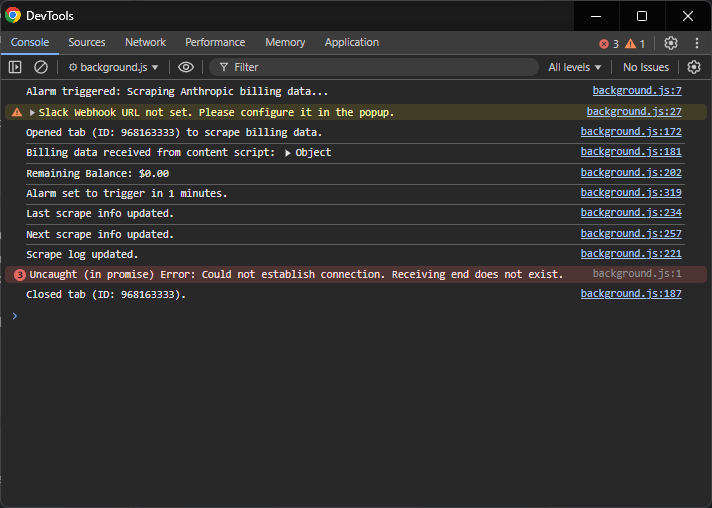 DevTools
Console Sources Network Performance Memory Application 3 1
background.js Filter All levels No Issues
Alarm triggered: Scraping Anthropic billing data... background.js:7
Slack Webhook URL not set. Please configure it in the popup. background.js:27
Opened tab (ID: 968163333) to scrape billing data. background.js:172
Billing data received from content script: Object background.js:181
Remaining Balance: $0.00 background.js:202
Alarm set to trigger in 1 minutes. background.js:319
Last scrape info updated. background.js:234
Next scrape info updated. background.js:257
Scrape log updated. background.js:221
3 Uncaught (in promise) Error: Could not establish connection. Receiving end does not exist. background.js:1
Closed tab (ID: 968163333). background.js:187